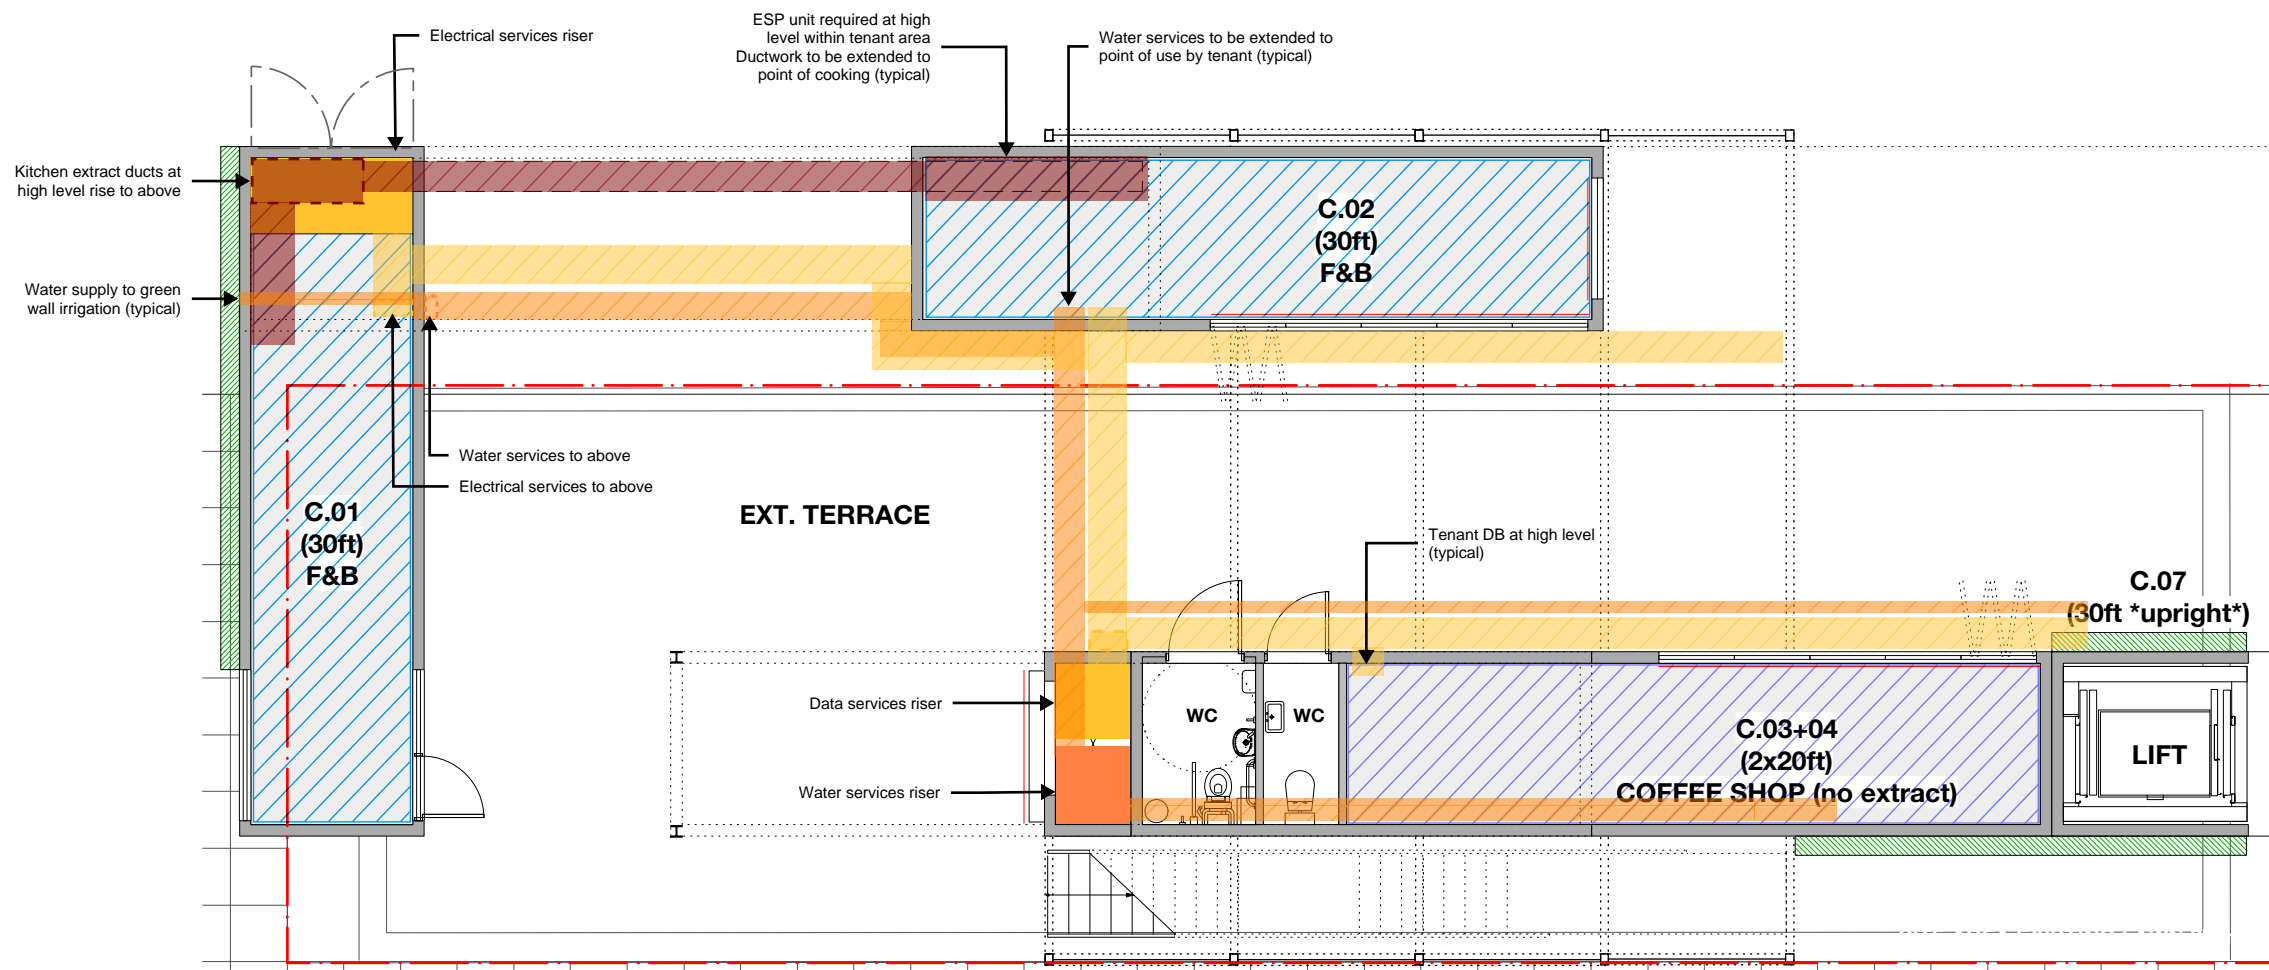 ESP unit required at high
level within tenant area
Ductwork to be extended to
point of cooking (typical)
Electrical services riser
Water services to be extended to
point of use by tenant (typical)
Kitchen extract ducts at
high level rise to above
C.02
(30ft)
F&B
Water supply to green
wall irrigation (typical)
Water services to above
Electrical services to above
C.01
(30ft)
F&B
EXT. TERRACE
Tenant DB at high level
(typical)
C.07
(30ft *upright*)
Data services riser
WC
WC
C.03+04
(2x20ft)
COFFEE SHOP (no extract)
LIFT
Water services riser